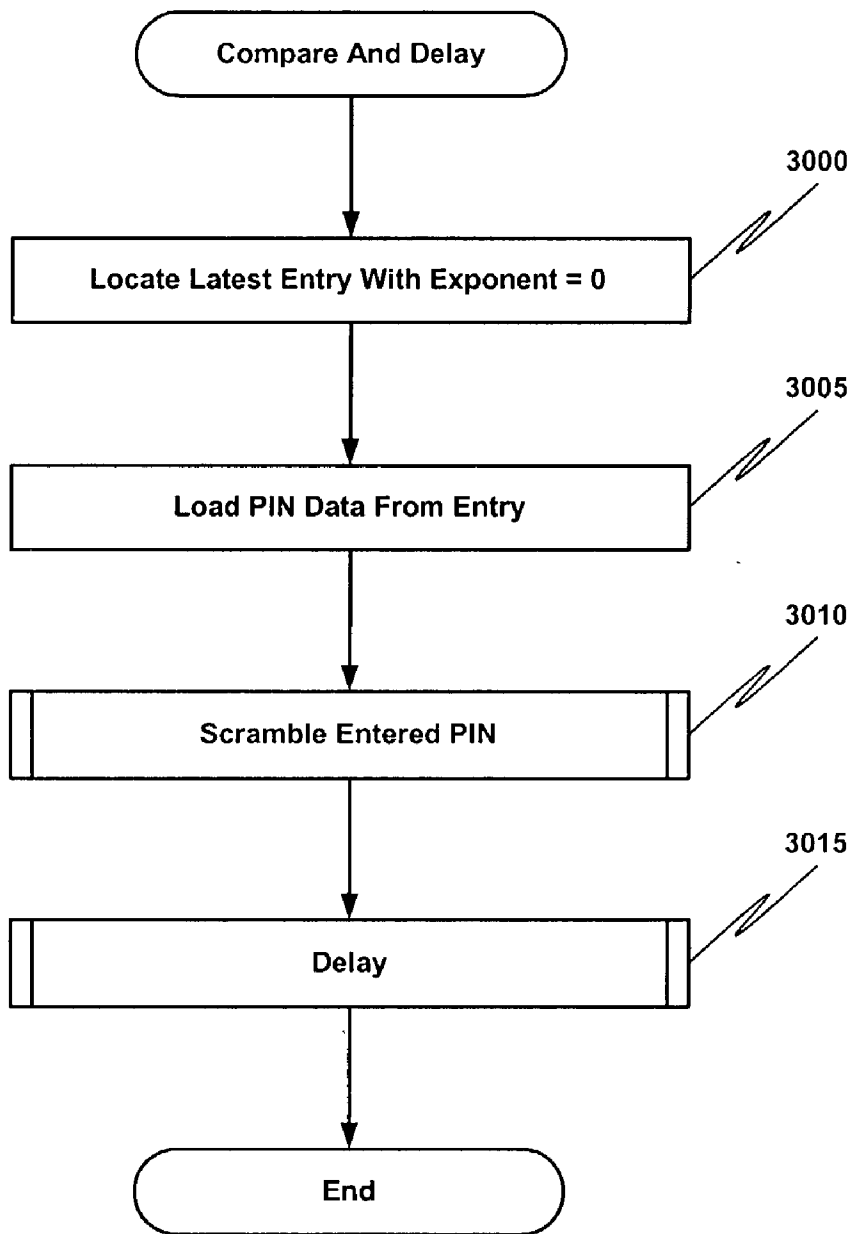 Compare And Delay
3000
Locate Latest Entry With Exponent = 0
3005
Load PIN Data From Entry
3010
Scramble Entered PIN
3015
Delay
End